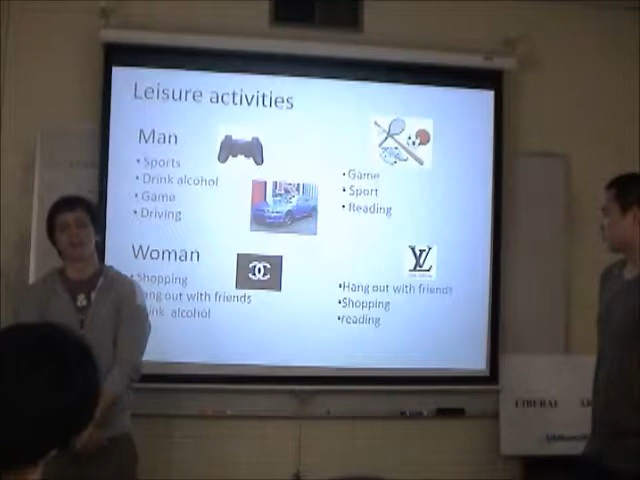 Leisure activities
Man
• Sports
• Drink alcohol
• Game
• Driving
• Game
• Sport
• Reading
Woman
Shopping
ang out with friends
ink alcohol
•Hang out with friends
•Shopping
•reading
LIBERAL